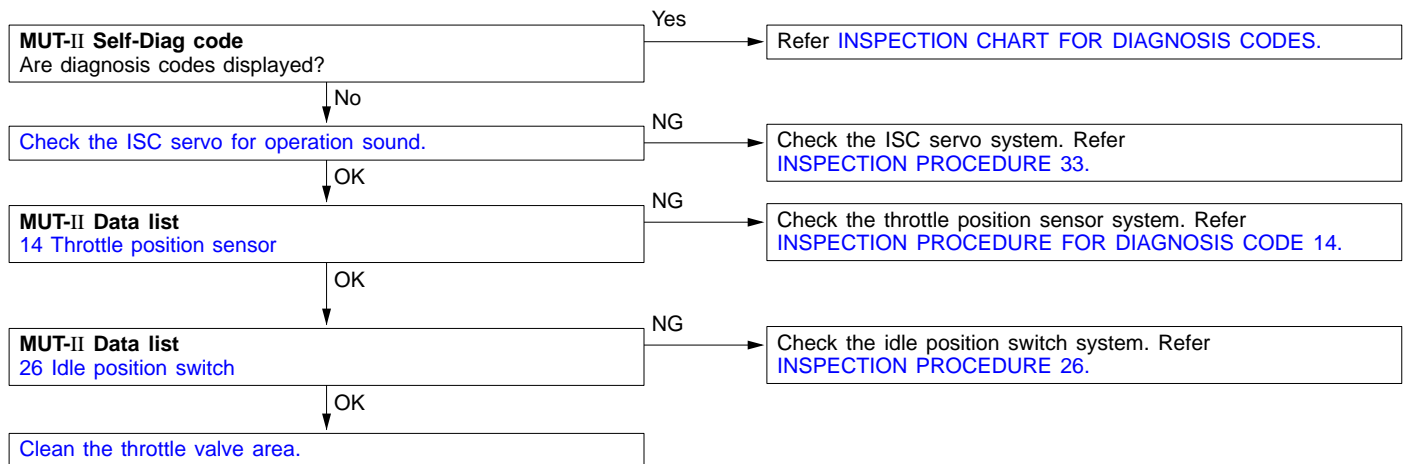 MUT-II Self-Diag code
Are diagnosis codes displayed?
Yes
Refer INSPECTION CHART FOR DIAGNOSIS CODES.
No
Check the ISC servo for operation sound.
NG
Check the ISC servo system. Refer
INSPECTION PROCEDURE 33.
OK
MUT-II Data list
14 Throttle position sensor
NG
Check the throttle position sensor system. Refer
INSPECTION PROCEDURE FOR DIAGNOSIS CODE 14.
OK
MUT-II Data list
26 Idle position switch
NG
Check the idle position switch system. Refer
INSPECTION PROCEDURE 26.
OK
Clean the throttle valve area.